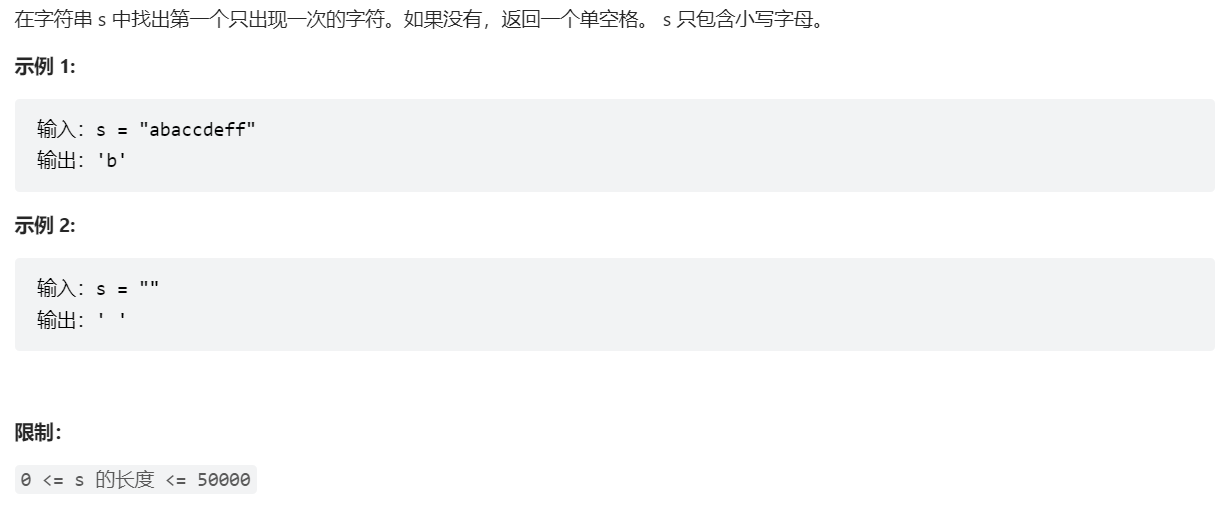 在字符串 s 中找出第一个只出现一次的字符。如果没有，返回一个单空格。 s 只包含小写字母。
示例 1:
输入：s = "abaccdeff"
输出：'b'
示例 2:
输入：s = ""
输出：' '
限制：
0 <= s 的长度 <= 50000